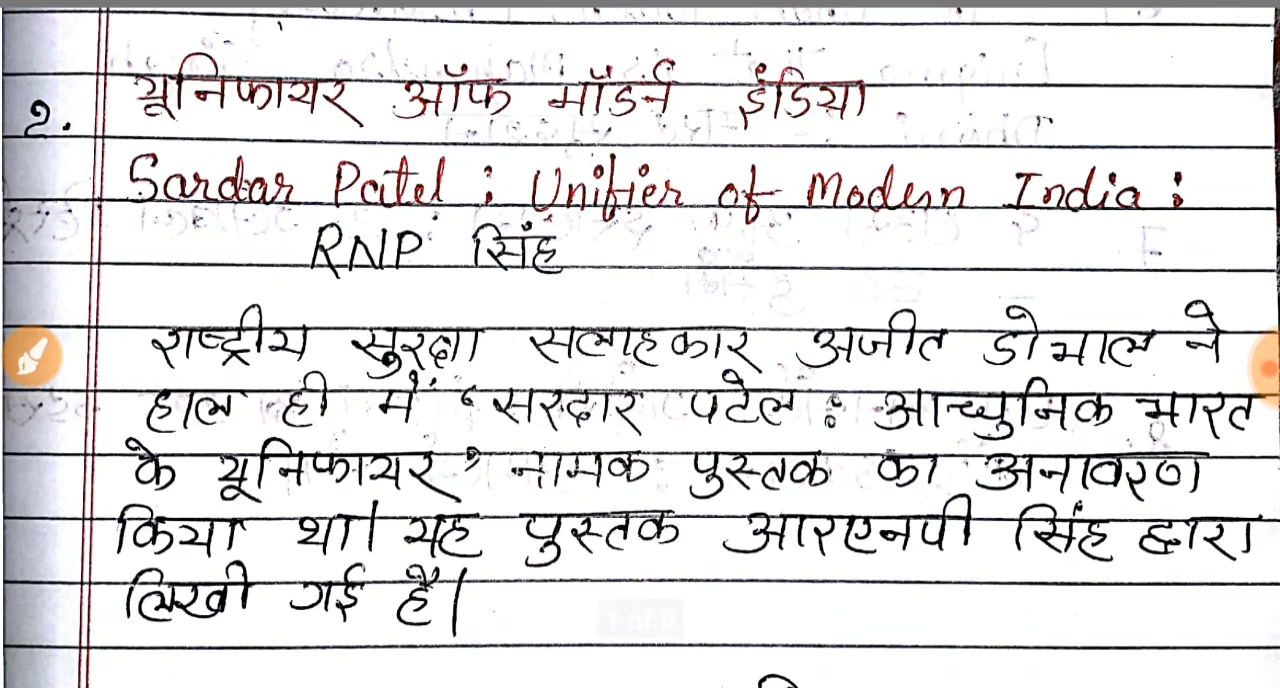 2. यूनिफायर ऑफ मॉडर्न इंडिया
Sardar Patel : Unifier of Modern India :
RNP सिंह
राष्ट्रीय सुरक्षा सलाहकार अजीत डोभाल ने
हाल ही में ‘सरदार पटेल : आधुनिक भारत
के यूनिफायर’ नामक पुस्तक का अनावरण
किया था। यह पुस्तक आरएनपी सिंह द्वारा
लिखी गई है।